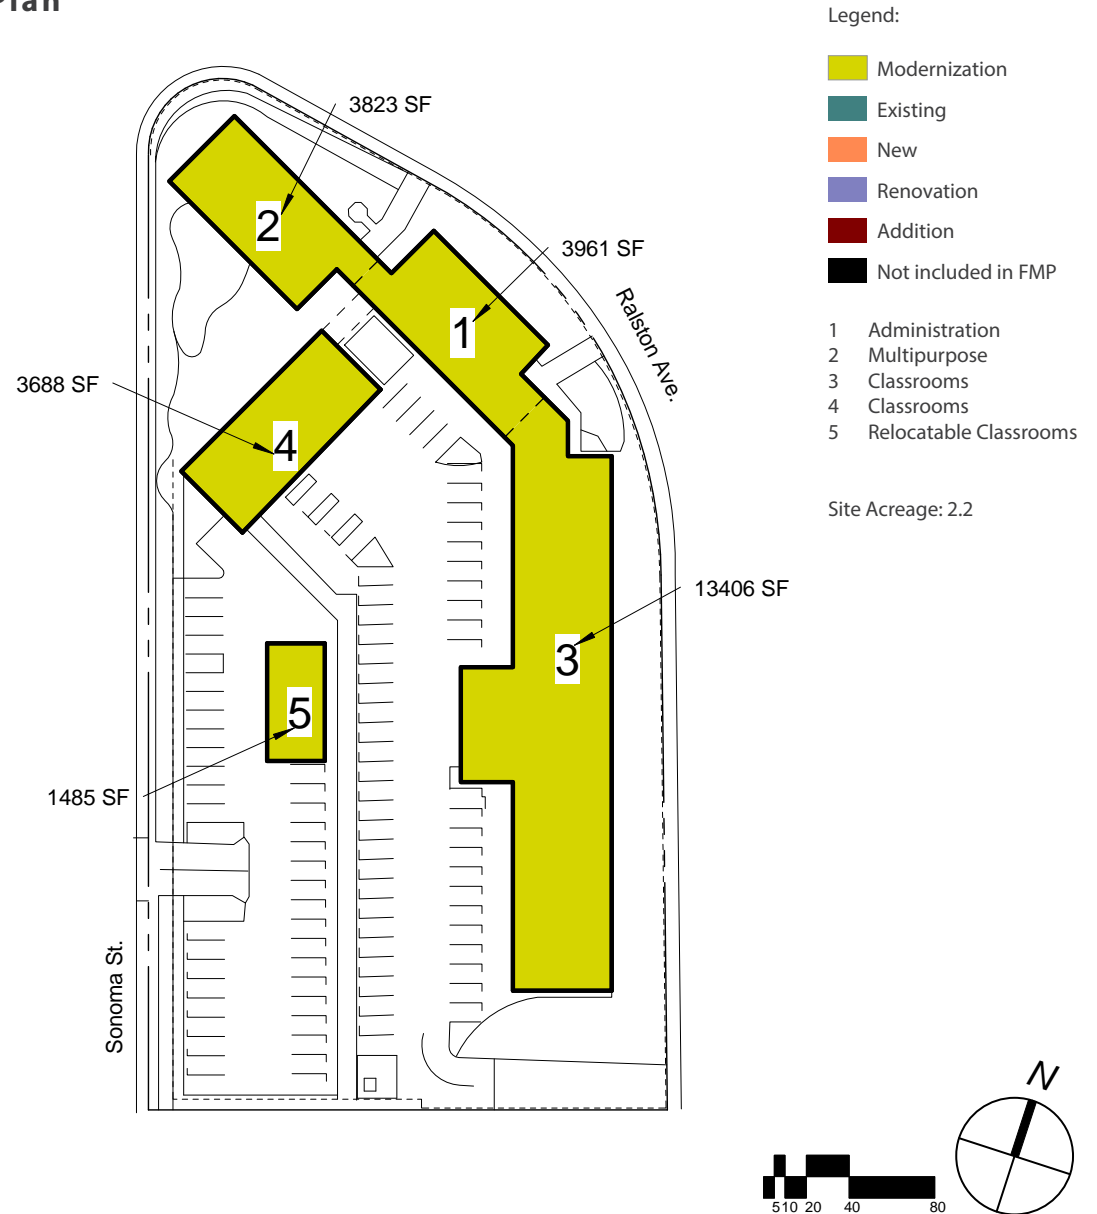 Plan
Legend:
Modernization
Existing
New
Renovation
Addition
Not included in FMP
1 Administration
2 Multipurpose
3 Classrooms
4 Classrooms
5 Relocatable Classrooms
Site Acreage: 2.2
3823 SF
2
3961 SF
1
Ralston Ave.
3688 SF
4
13406 SF
3
5
1485 SF
Sonoma St.
N
5 10 20 40 80